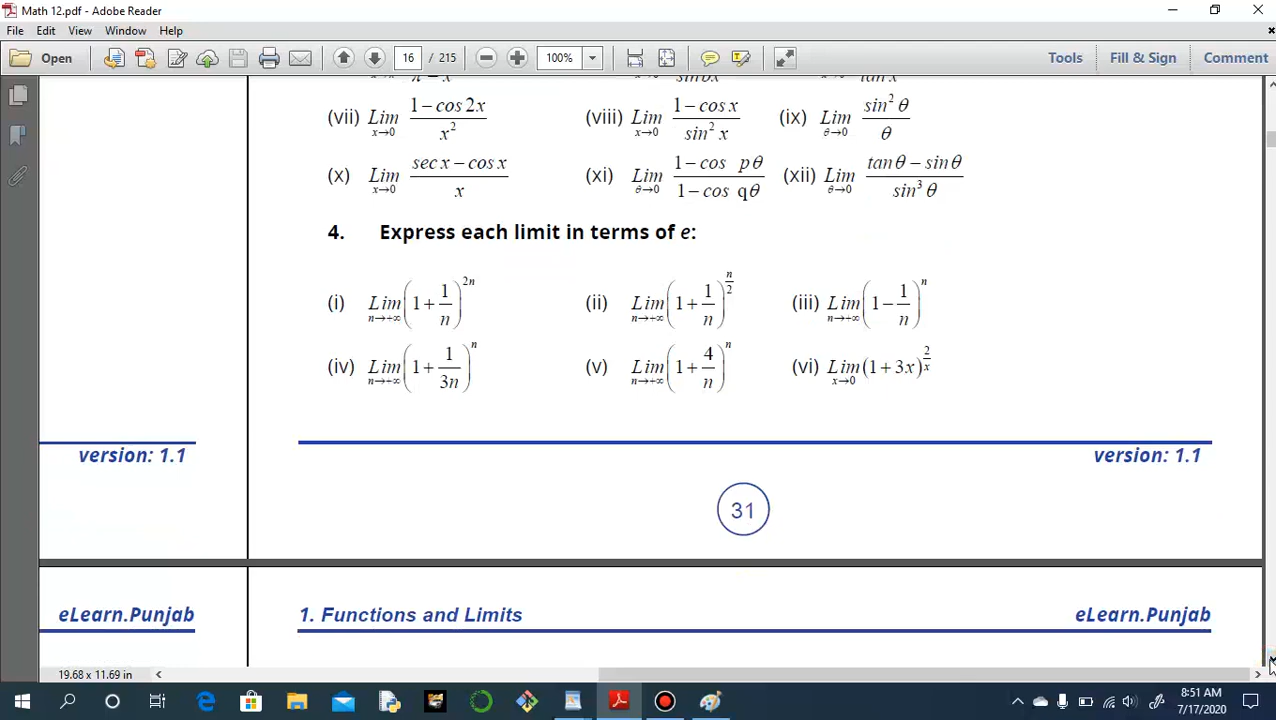 Math 12.pdf - Adobe Reader
File Edit View Window Help
Open 16 / 215 100% Tools Fill & Sign Comment
(vii) Lim x→0 (1 − cos 2x)/x² (viii) Lim x→0 (1 − cos x)/sin² x (ix) Lim θ→0 sin² θ/θ
(x) Lim x→0 (sec x − cos x)/x (xi) Lim θ→0 (1 − cos pθ)/(1 − cos qθ) (xii) Lim θ→0 (tan θ − sin θ)/sin³ θ
4. Express each limit in terms of e:
(i) Lim n→+∞ (1 + 1/n)^(2n) (ii) Lim n→+∞ (1 + 1/n)^(n/2) (iii) Lim n→+∞ (1 − 1/n)^n
(iv) Lim n→+∞ (1 + 1/3n)^n (v) Lim n→+∞ (1 + 4/n)^n (vi) Lim x→0 (1 + 3x)^(2/x)
version: 1.1 version: 1.1
31
eLearn.Punjab 1. Functions and Limits eLearn.Punjab
19.68 x 11.69 in
8:51 AM
7/17/2020